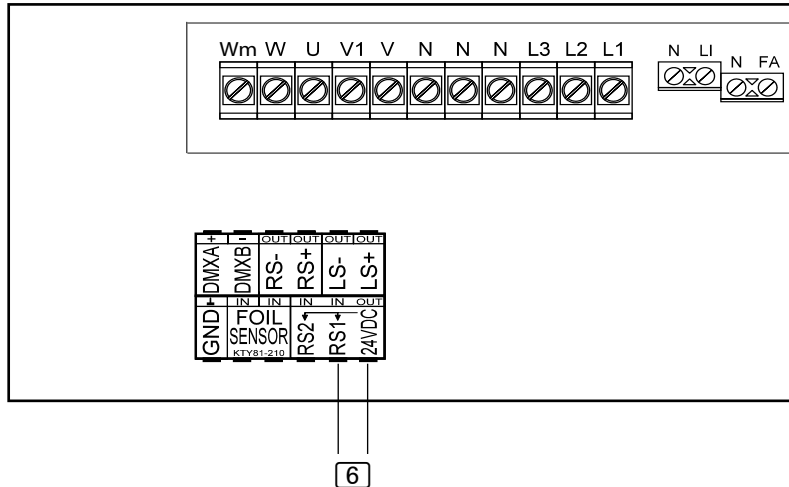 Wm W U V1 V N N N L3 L2 L1
N LI
N FA
+ - OUT OUT OUT OUT
DMXA DMXB RS- RS+ LS- LS+
IN IN IN IN OUT
GND FOIL SENSOR KTY81-210 RS2 RS1 24VDC
6